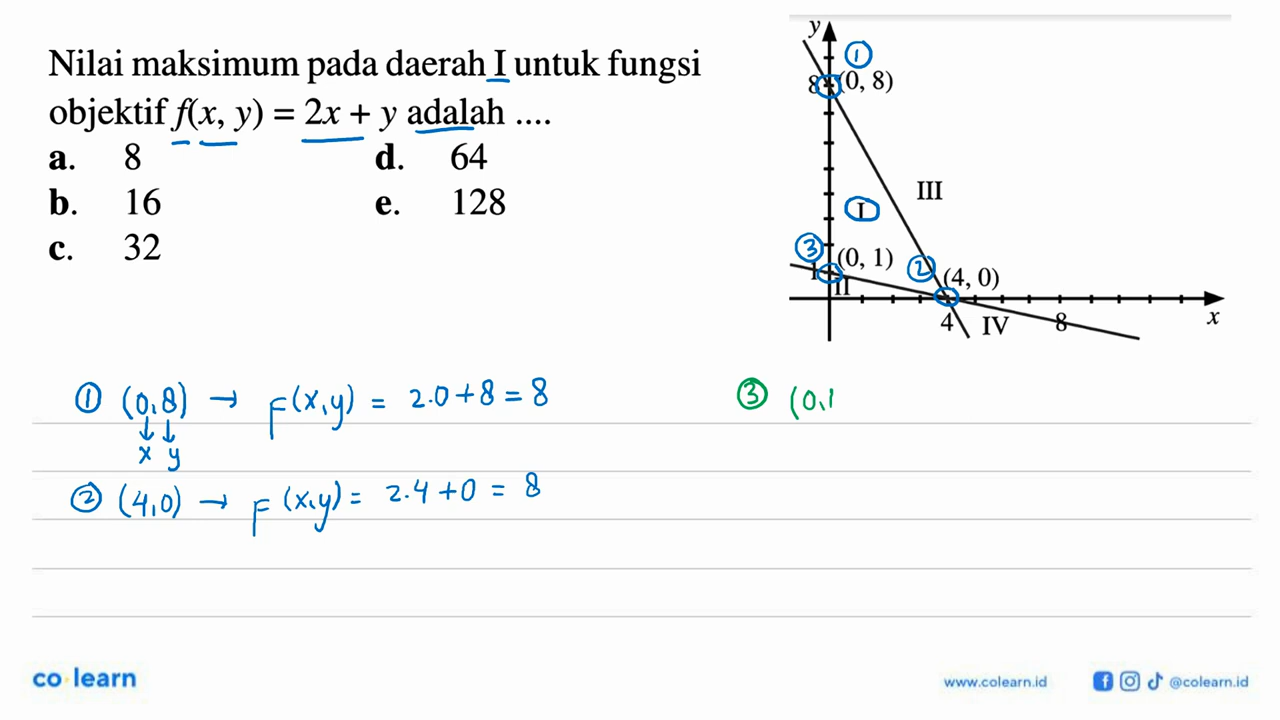 Nilai maksimum pada daerah I untuk fungsi
objektif f(x, y) = 2x + y adalah ....
a. 8
b. 16
c. 32
d. 64
e. 128
y
①
8 (0, 8)
III
I
③ (0, 1)
② (4, 0)
1
II
4 IV 8
x
① (0,8) → F(x,y) = 2.0+8 = 8
↓ ↓
x y
② (4,0) → F(x,y) = 2.4+0 = 8
③ (0,1
co learn
www.colearn.id
@colearn.id